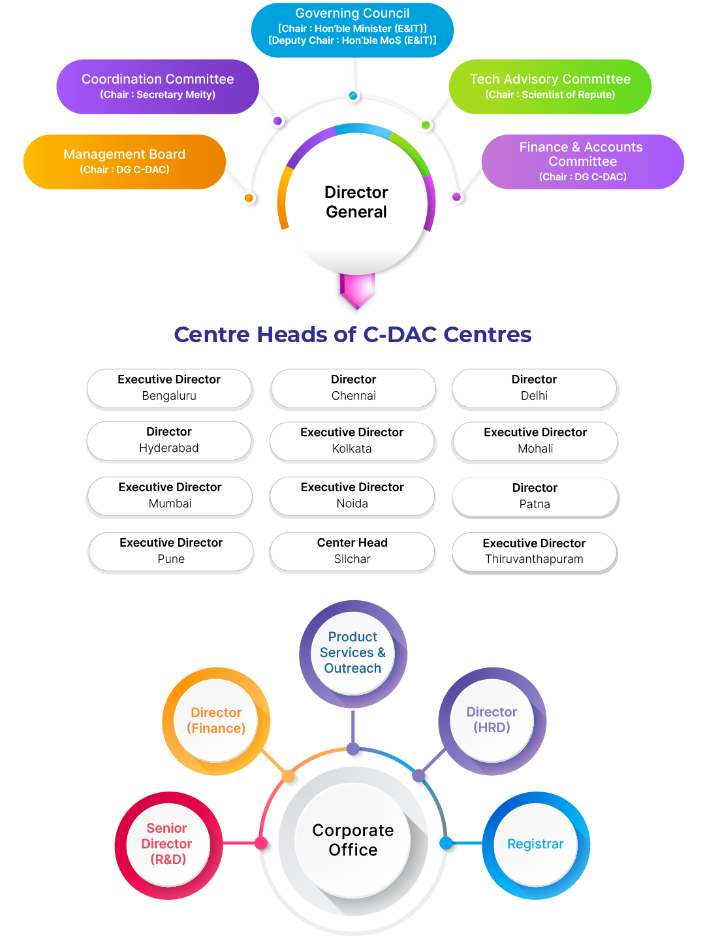 Governing Council
[Chair : Hon'ble Minister (E&IT)]
[Deputy Chair : Hon'ble MoS (E&IT)]
Coordination Committee
(Chair : Secretary Meity)
Tech Advisory Committee
(Chair : Scientist of Repute)
Management Board
(Chair : DG C-DAC)
Finance & Accounts
Committee
(Chair : DG C-DAC)
Director
General
Centre Heads of C-DAC Centres
Executive Director
Bengaluru
Director
Chennai
Director
Delhi
Director
Hyderabad
Executive Director
Kolkata
Executive Director
Mohali
Executive Director
Mumbai
Executive Director
Noida
Director
Patna
Executive Director
Pune
Center Head
Silchar
Executive Director
Thiruvanthapuram
Product
Services &
Outreach
Director
(Finance)
Director
(HRD)
Senior
Director
(R&D)
Corporate
Office
Registrar